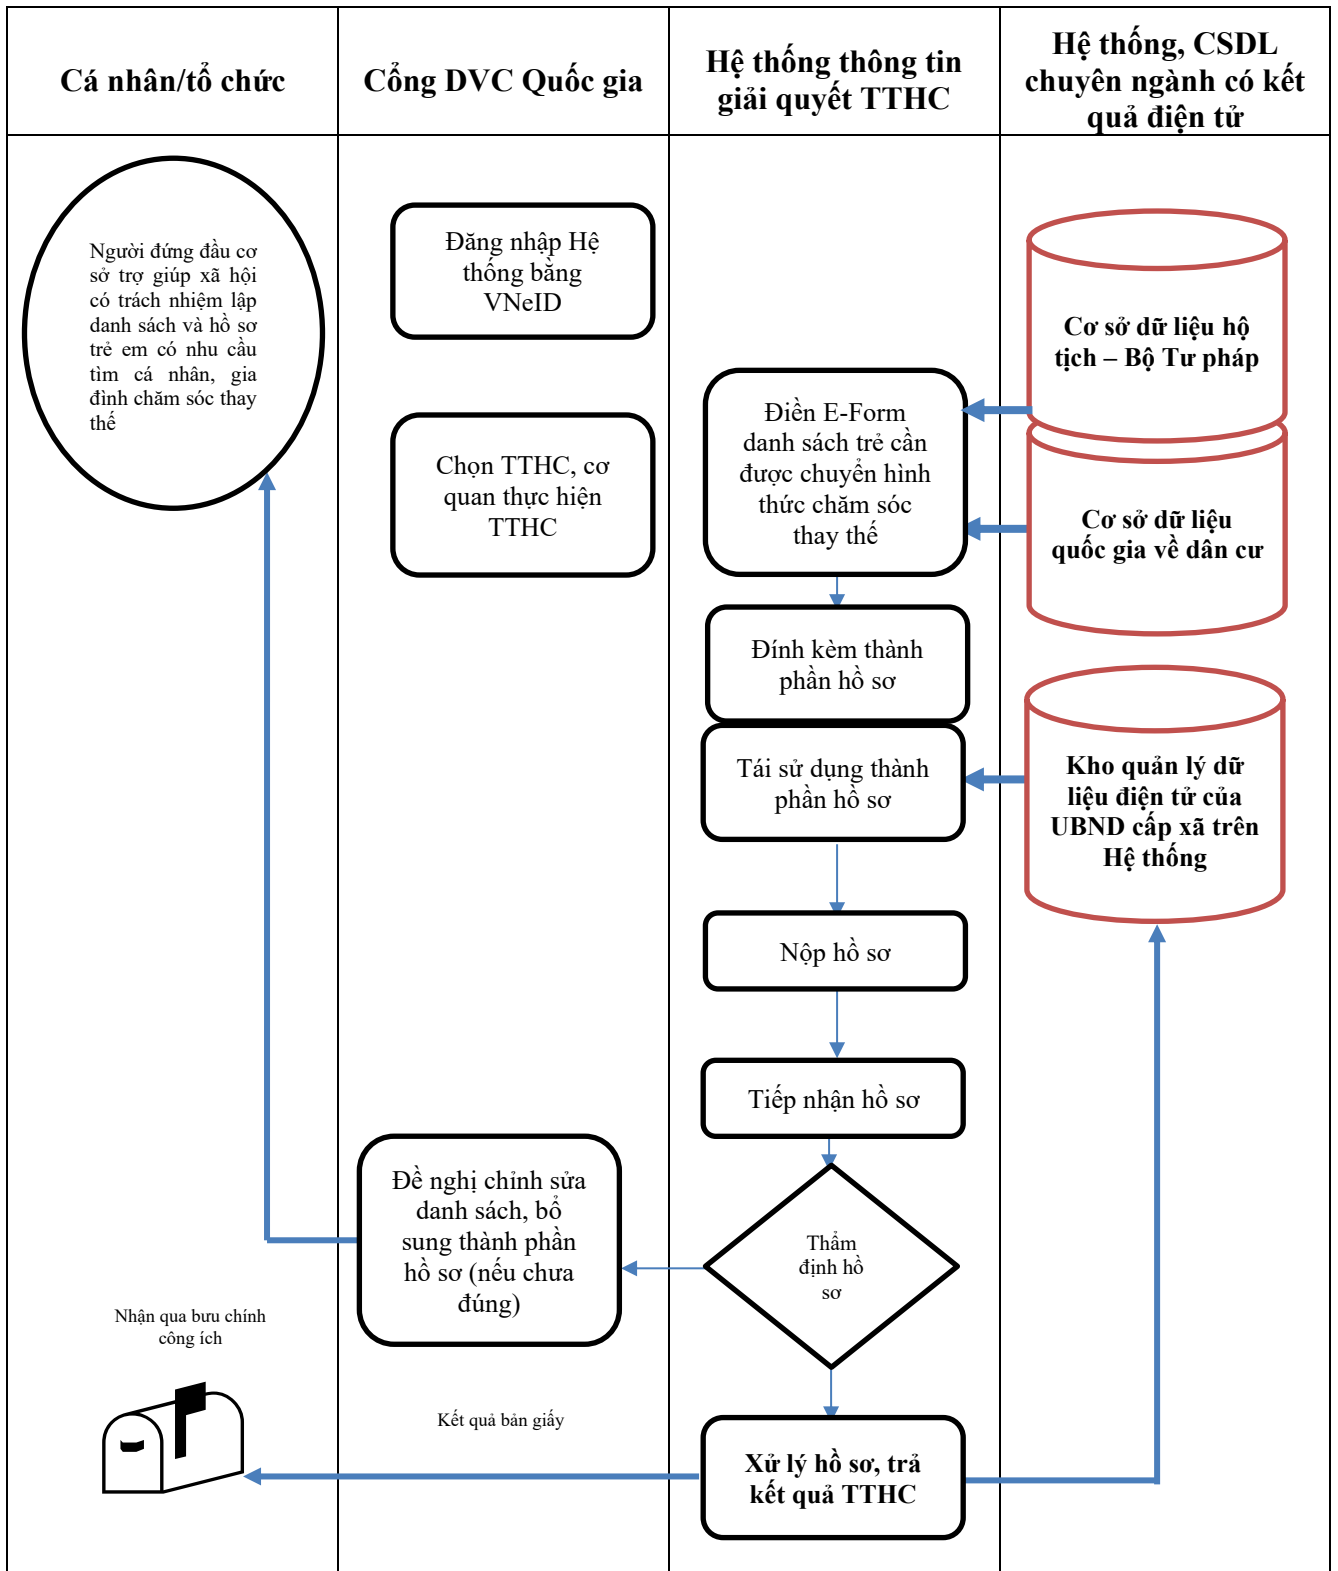 Cá nhân/tổ chức
Cổng DVC Quốc gia
Hệ thống thông tin
giải quyết TTHC
Hệ thống, CSDL
chuyên ngành có kết
quả điện tử
Người đứng đầu cơ
sở trợ giúp xã hội
có trách nhiệm lập
danh sách và hồ sơ
trẻ em có nhu cầu
tìm cá nhân, gia
đình chăm sóc thay
thế
Đăng nhập Hệ
thống bằng
VNeID
Chọn TTHC, cơ
quan thực hiện
TTHC
Điền E-Form
danh sách trẻ cần
được chuyển hình
thức chăm sóc
thay thế
Cơ sở dữ liệu hộ
tịch – Bộ Tư pháp
Cơ sở dữ liệu
quốc gia về dân cư
Đính kèm thành
phần hồ sơ
Tái sử dụng thành
phần hồ sơ
Kho quản lý dữ
liệu điện tử của
UBND cấp xã trên
Hệ thống
Nộp hồ sơ
Tiếp nhận hồ sơ
Đề nghị chỉnh sửa
danh sách, bổ
sung thành phần
hồ sơ (nếu chưa
đúng)
Thẩm
định hồ
sơ
Nhận qua bưu chính
công ích
Kết quả bản giấy
Xử lý hồ sơ, trả
kết quả TTHC